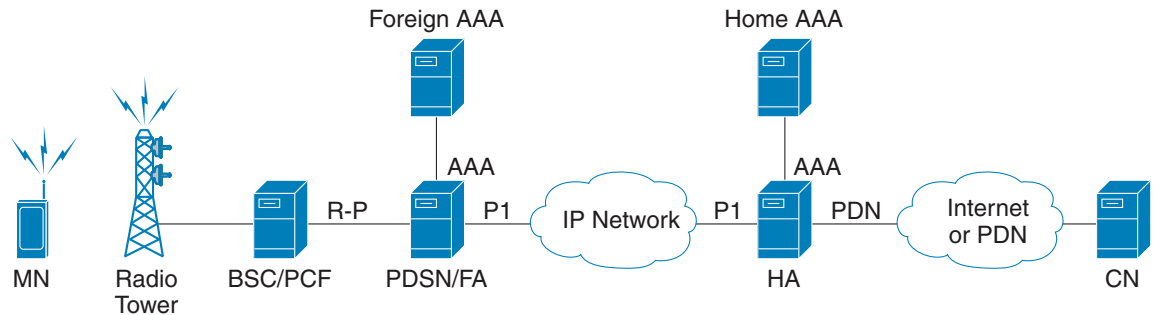 Foreign AAA
Home AAA
AAA
AAA
R-P
P1
IP Network
P1
PDN
Internet
or PDN
MN
Radio
Tower
BSC/PCF
PDSN/FA
HA
CN